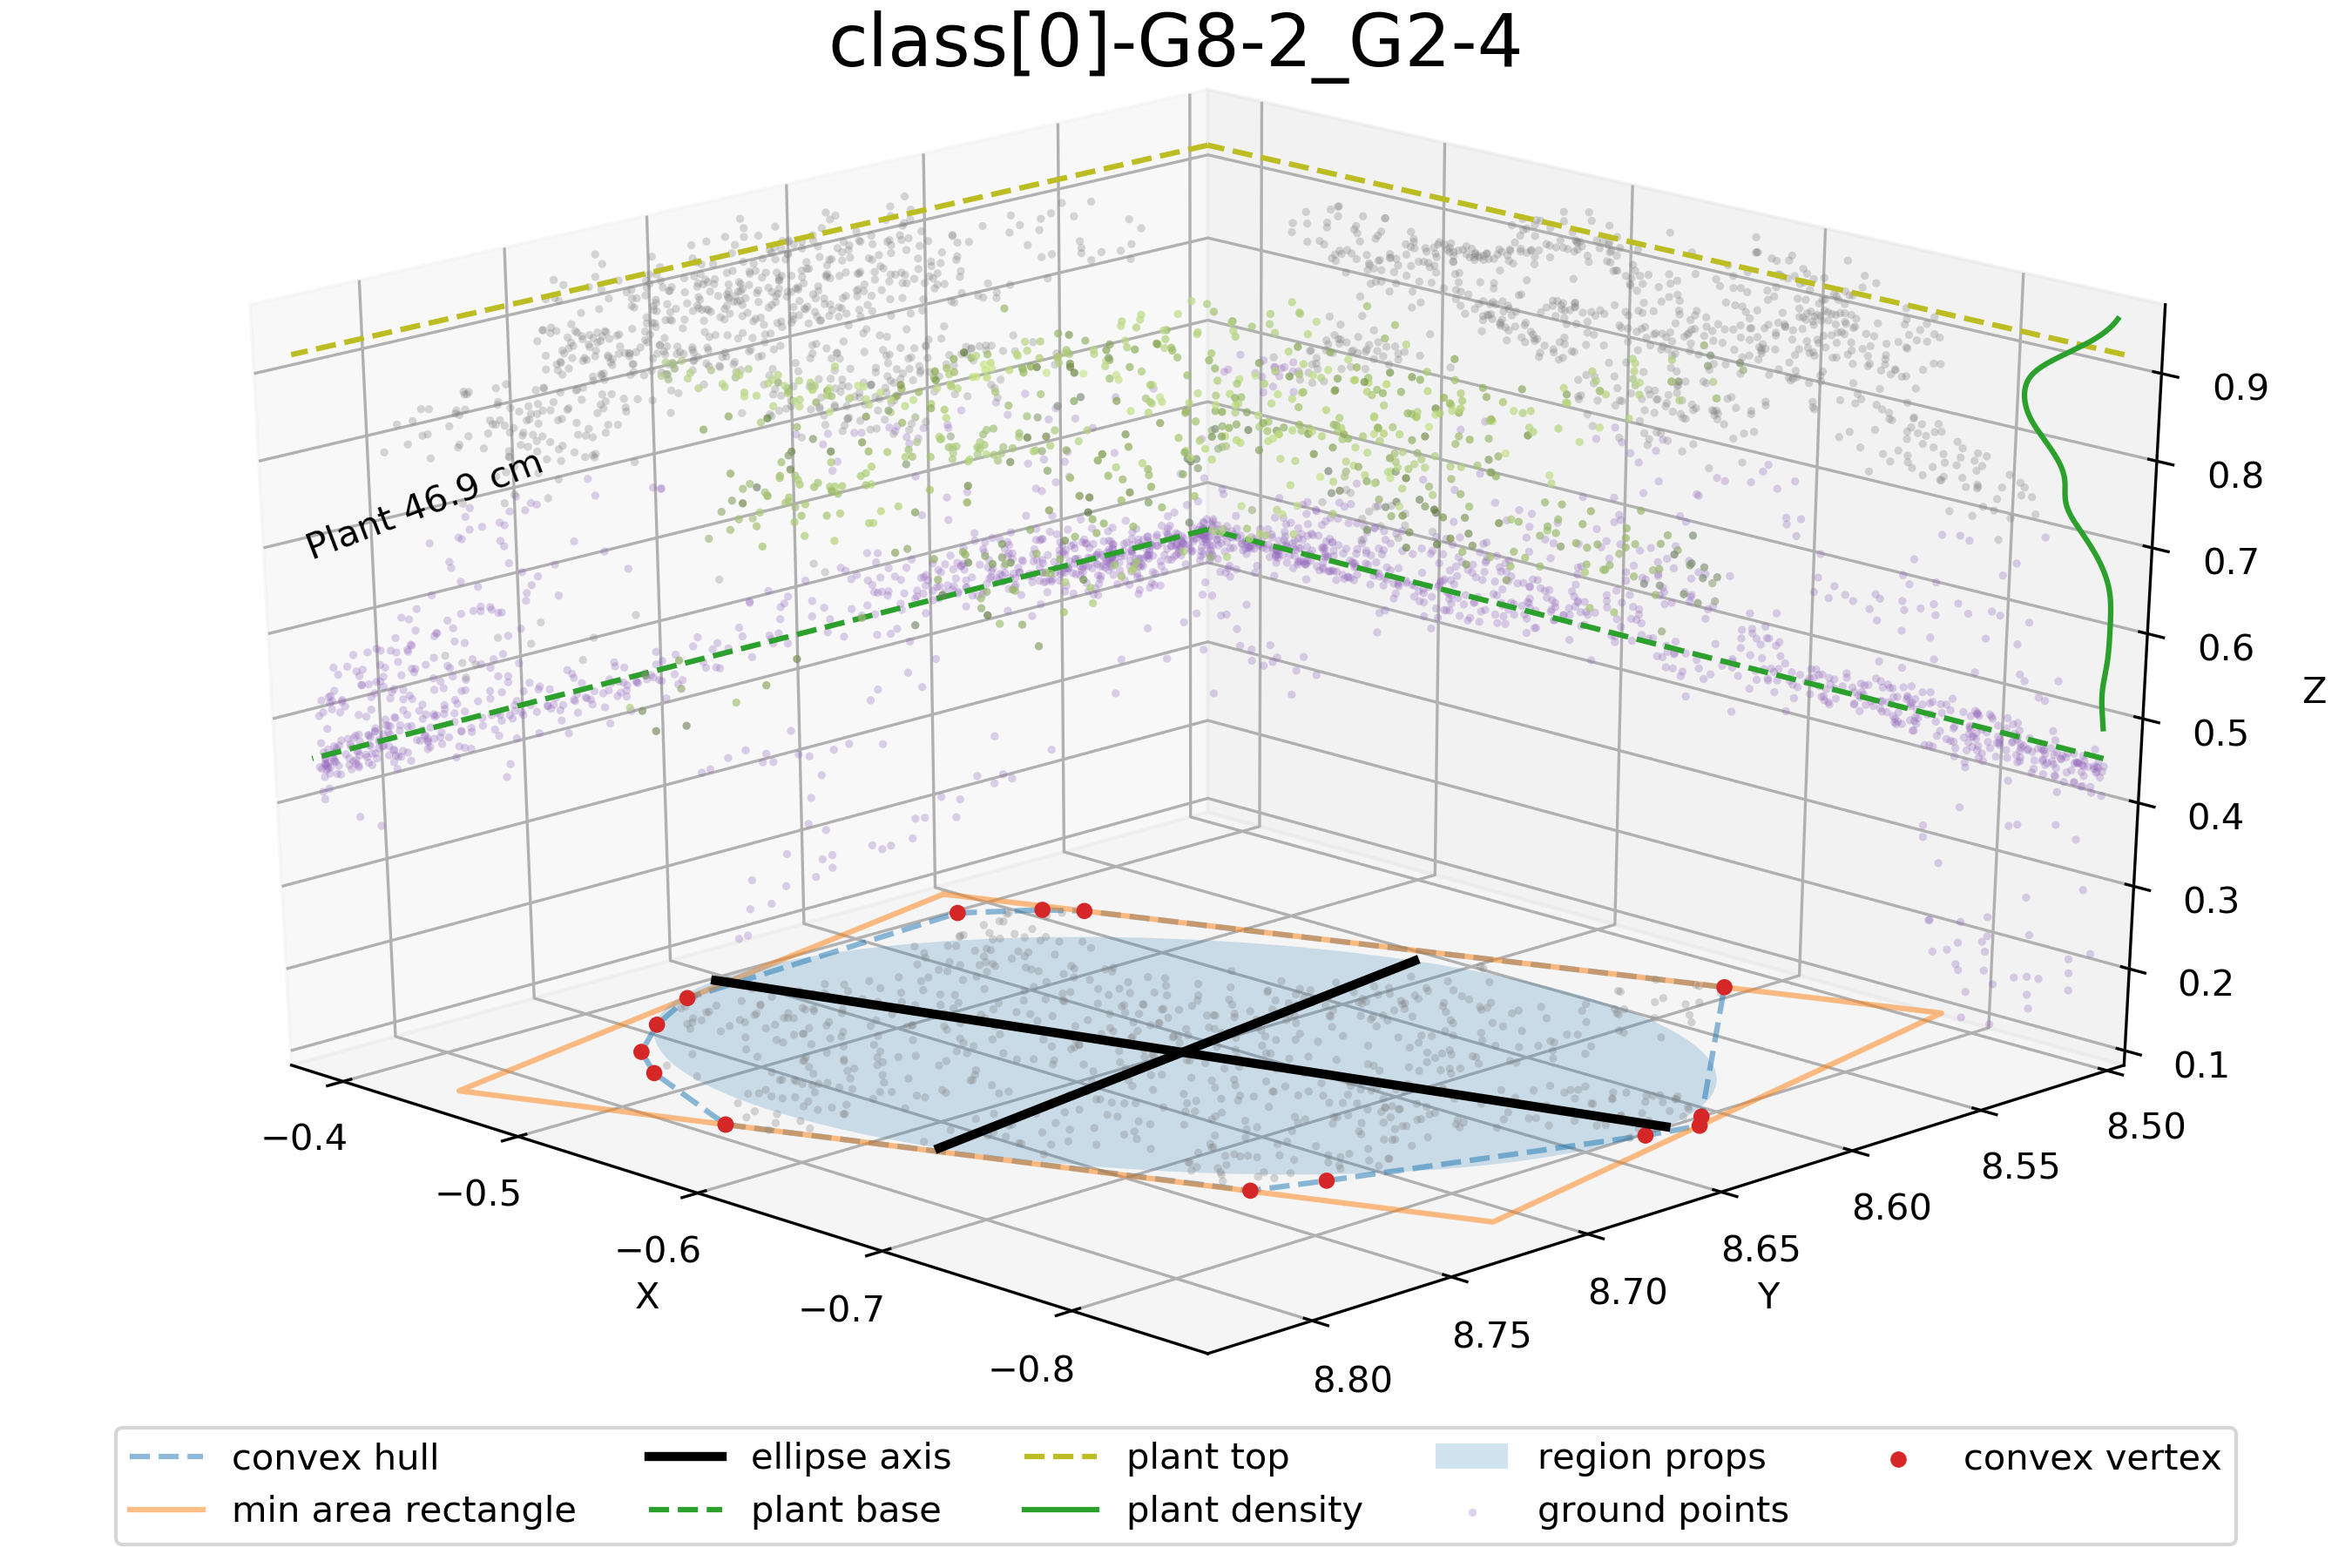 class[0]-G8-2_G2-4
Plant 46.9 cm
0.9
0.8
0.7
0.6
0.5
0.4
0.3
0.2
0.1
Z
−0.4
−0.5
−0.6
−0.7
−0.8
X
8.50
8.55
8.60
8.65
8.70
8.75
8.80
Y
convex hull
min area rectangle
ellipse axis
plant base
plant top
plant density
region props
ground points
convex vertex